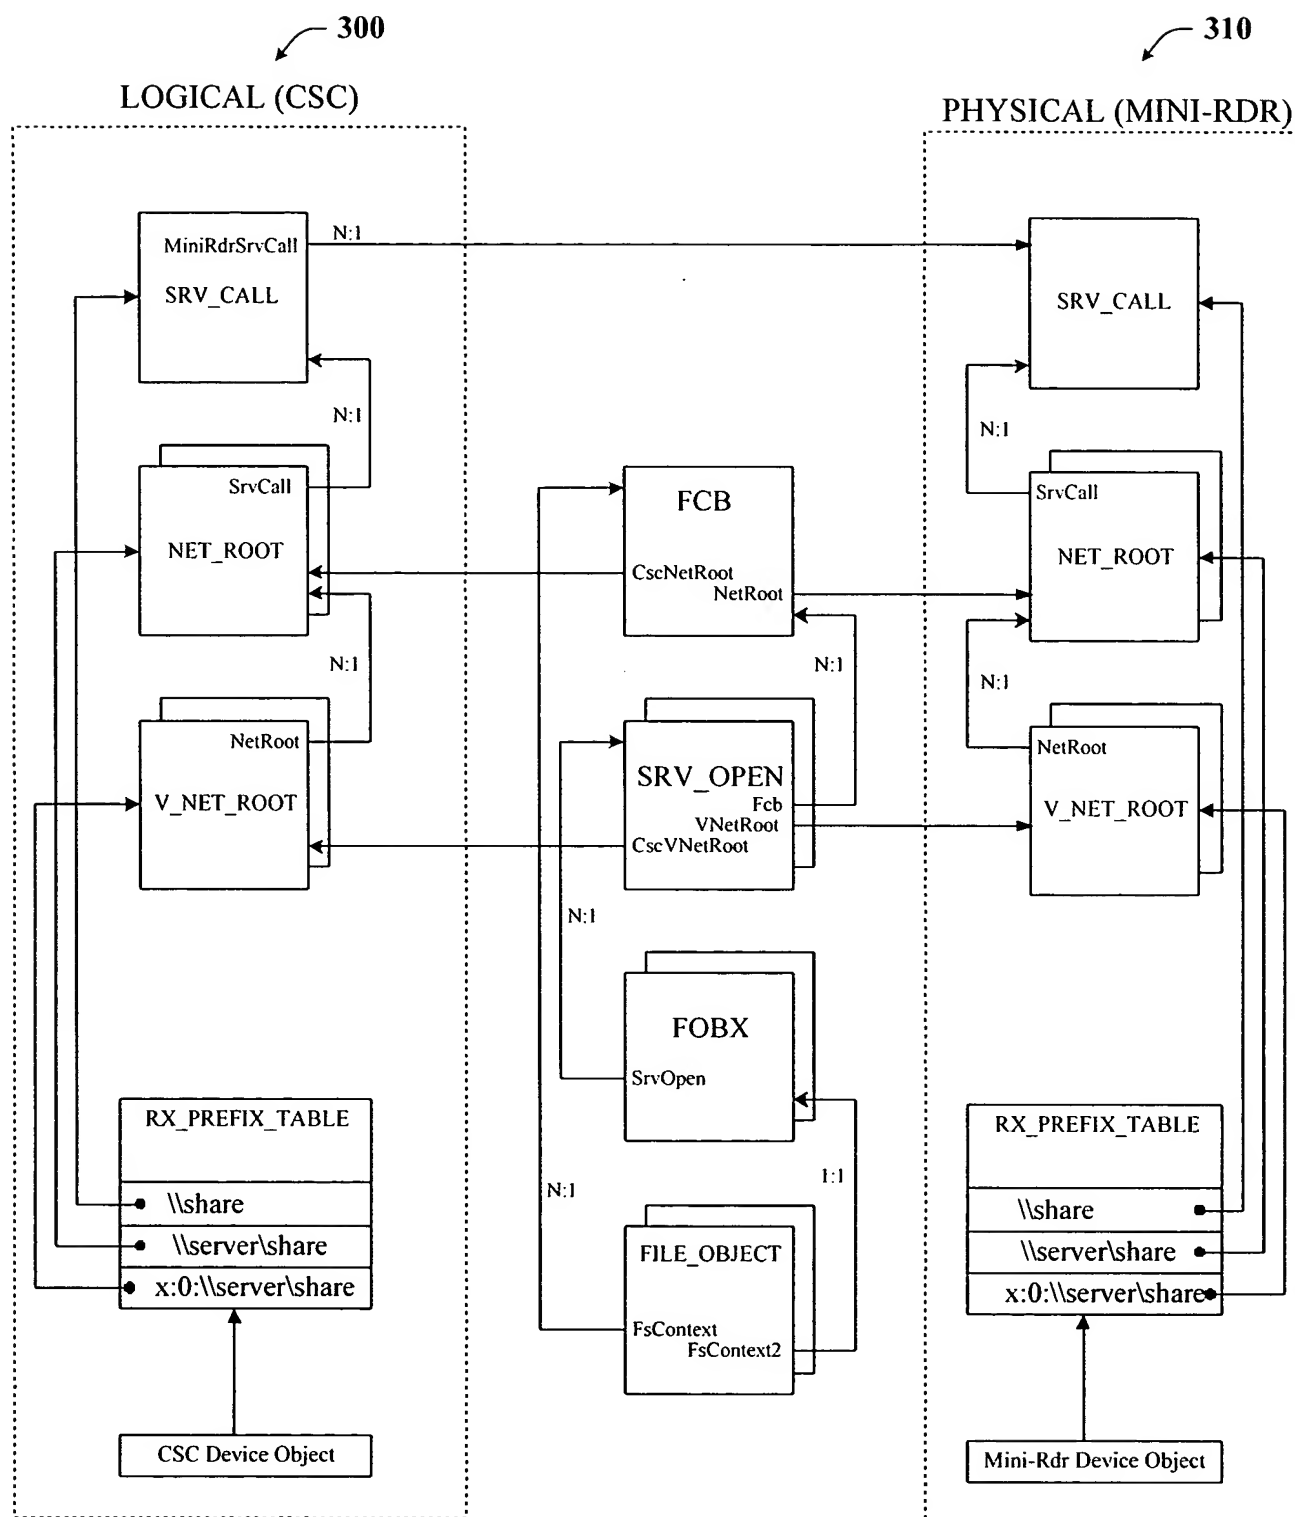 300
310
LOGICAL (CSC)
PHYSICAL (MINI-RDR)
MiniRdrSrvCall
N:1
SRV_CALL
SRV_CALL
N:1
N:1
SrvCall
NET_ROOT
FCB
CscNetRoot
NetRoot
SrvCall
NET_ROOT
N:1
N:1
N:1
NetRoot
V_NET_ROOT
SRV_OPEN
Fcb
VNetRoot
CscVNetRoot
NetRoot
V_NET_ROOT
N:1
FOBX
SrvOpen
RX_PREFIX_TABLE
\\share
\\server\share
x:0:\\server\share
N:1
1:1
FILE_OBJECT
FsContext
FsContext2
RX_PREFIX_TABLE
\\share
\\server\share
x:0:\\server\share
CSC Device Object
Mini-Rdr Device Object